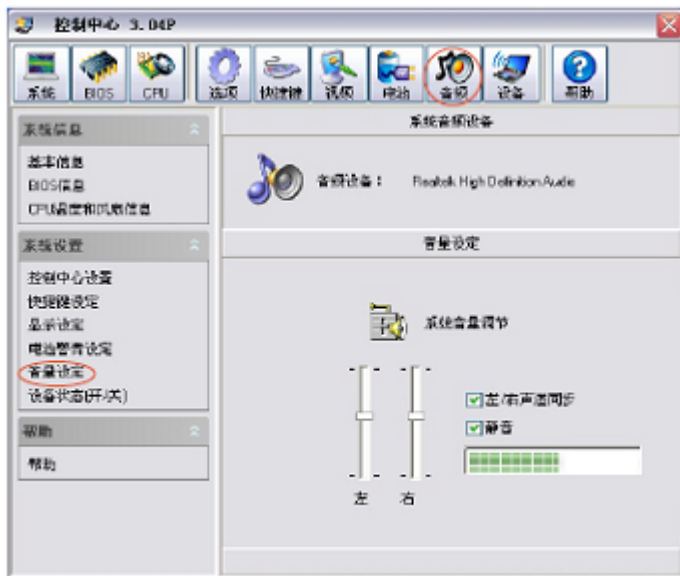 控制中心 3.04P
系统 BIOS CPU 选项 快捷键 视频 电池 音频 设备 帮助
系统信息
基本信息
BIOS信息
CPU温度和风扇信息
系统设置
控制中心设置
快捷键设定
显示设定
电池警告设定
音量设定
设备状态(开/关)
帮助
帮助
系统音频设备
音频设备： Realtek High Definition Audio
音量设定
系统音量调节
左/右声道同步
静音
左 右